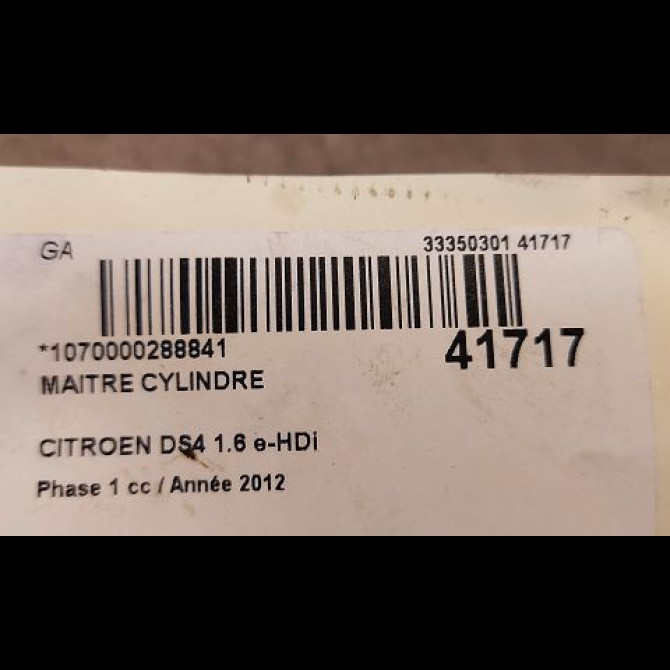 GA 33350301 41717
*1070000288841 41717
MAITRE CYLINDRE
CITROEN DS4 1.6 e-HDi
Phase 1 cc / Année 2012